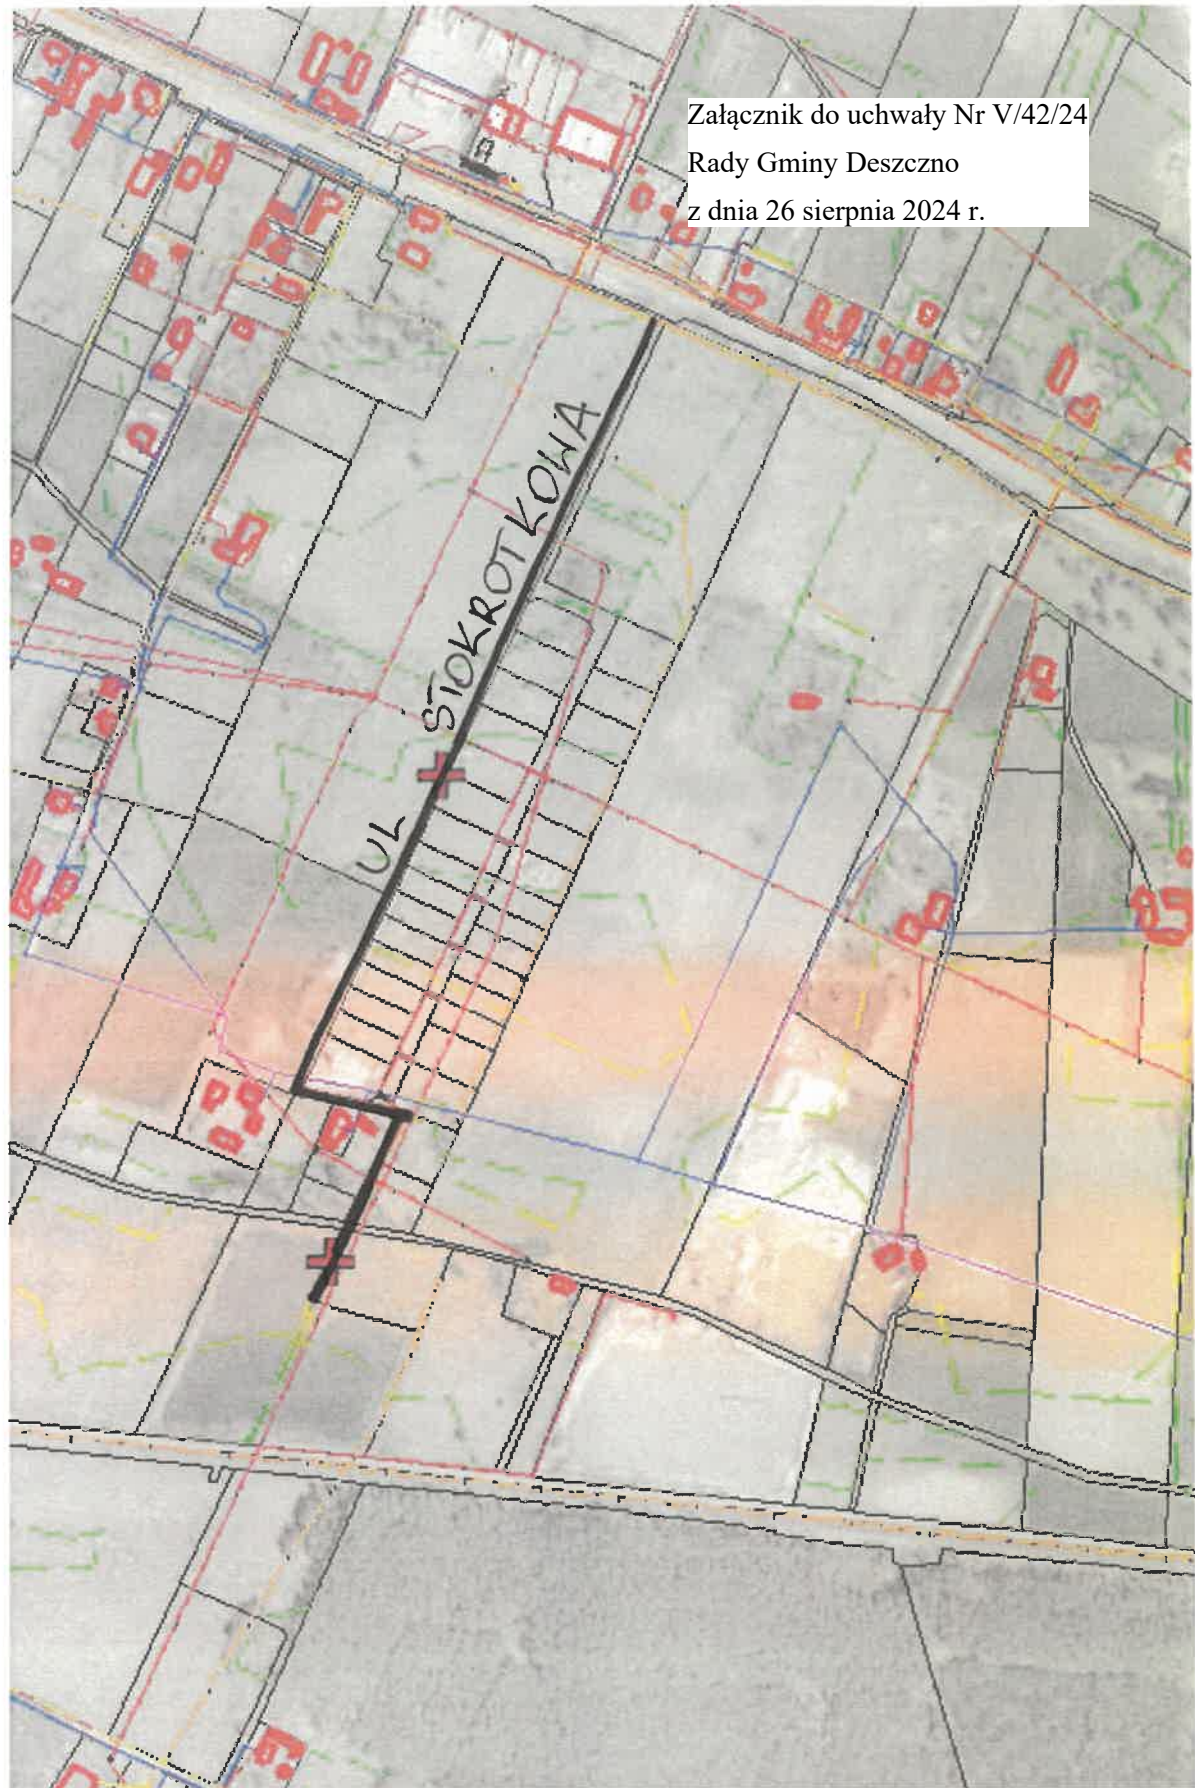 Załącznik do uchwały Nr V/42/24
Rady Gminy Deszczno
z dnia 26 sierpnia 2024 r.
UL STOKROTKOWA